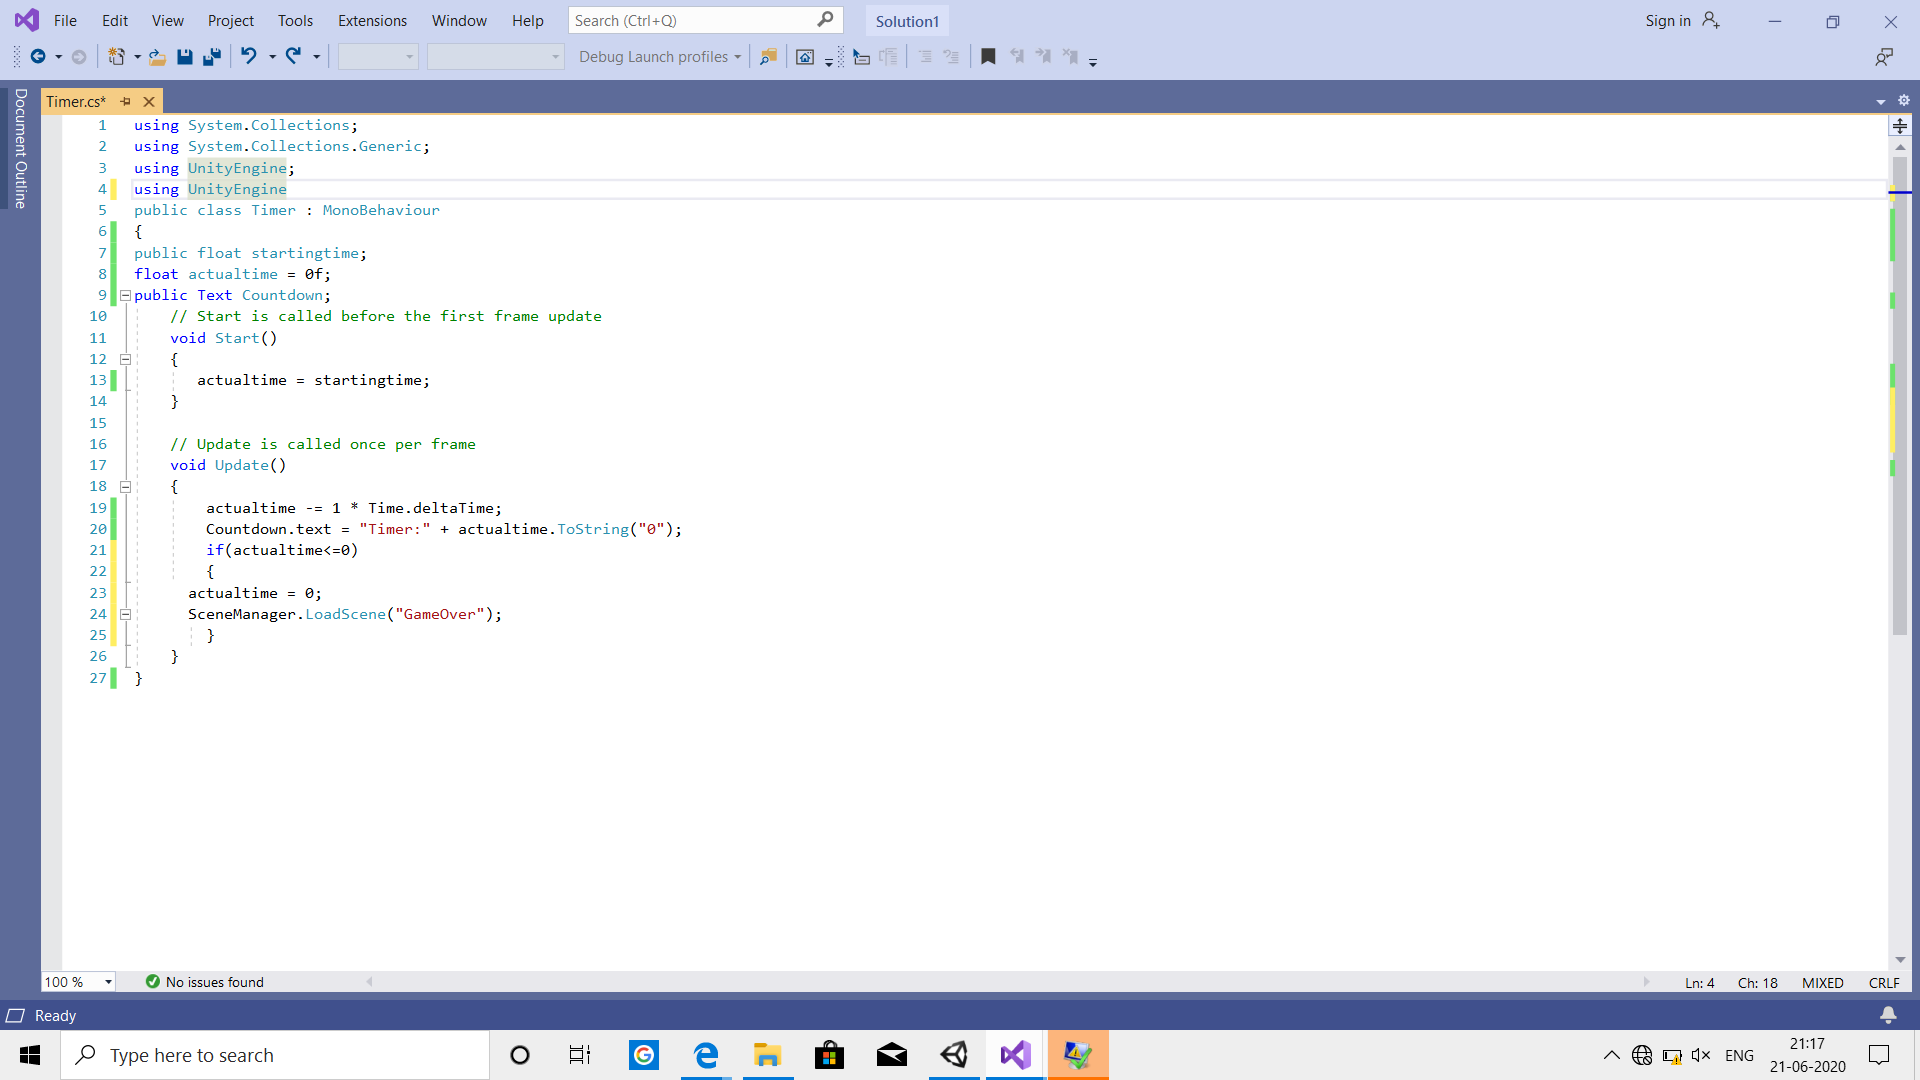 File Edit View Project Tools Extensions Window Help Search (Ctrl+Q) Solution1 Sign in
Debug Launch profiles
Document Outline
Timer.cs*
1 using System.Collections;
2 using System.Collections.Generic;
3 using UnityEngine;
4 using UnityEngine
5 public class Timer : MonoBehaviour
6 {
7 public float startingtime;
8 float actualtime = 0f;
9 public Text Countdown;
10 // Start is called before the first frame update
11 void Start()
12 {
13 actualtime = startingtime;
14 }
15
16 // Update is called once per frame
17 void Update()
18 {
19 actualtime -= 1 * Time.deltaTime;
20 Countdown.text = "Timer:" + actualtime.ToString("0");
21 if(actualtime<=0)
22 {
23 actualtime = 0;
24 SceneManager.LoadScene("GameOver");
25 }
26 }
27 }
100 % No issues found Ln: 4 Ch: 18 MIXED CRLF
Ready
Type here to search ENG 21:17
21-06-2020